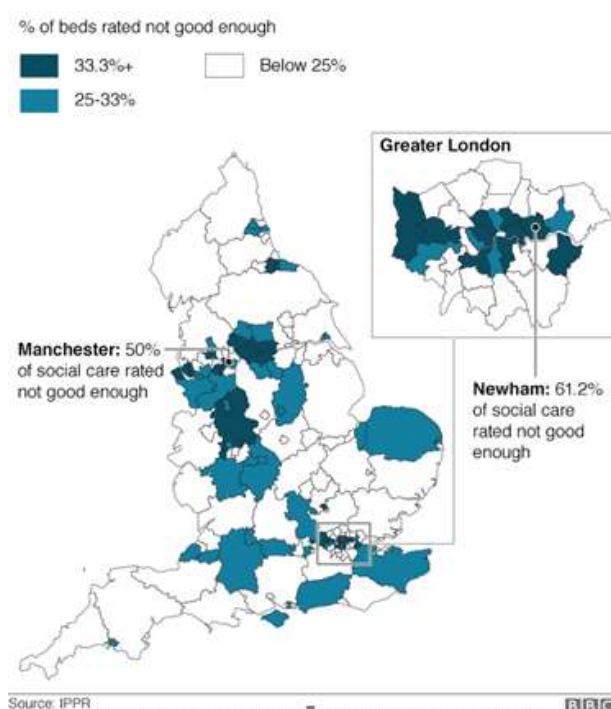 % of beds rated not good enough
33.3%+
Below 25%
25-33%
Greater London
Manchester: 50%
of social care rated
not good enough
Newham: 61.2%
of social care
rated not good
enough
Source: IPPR
BBC